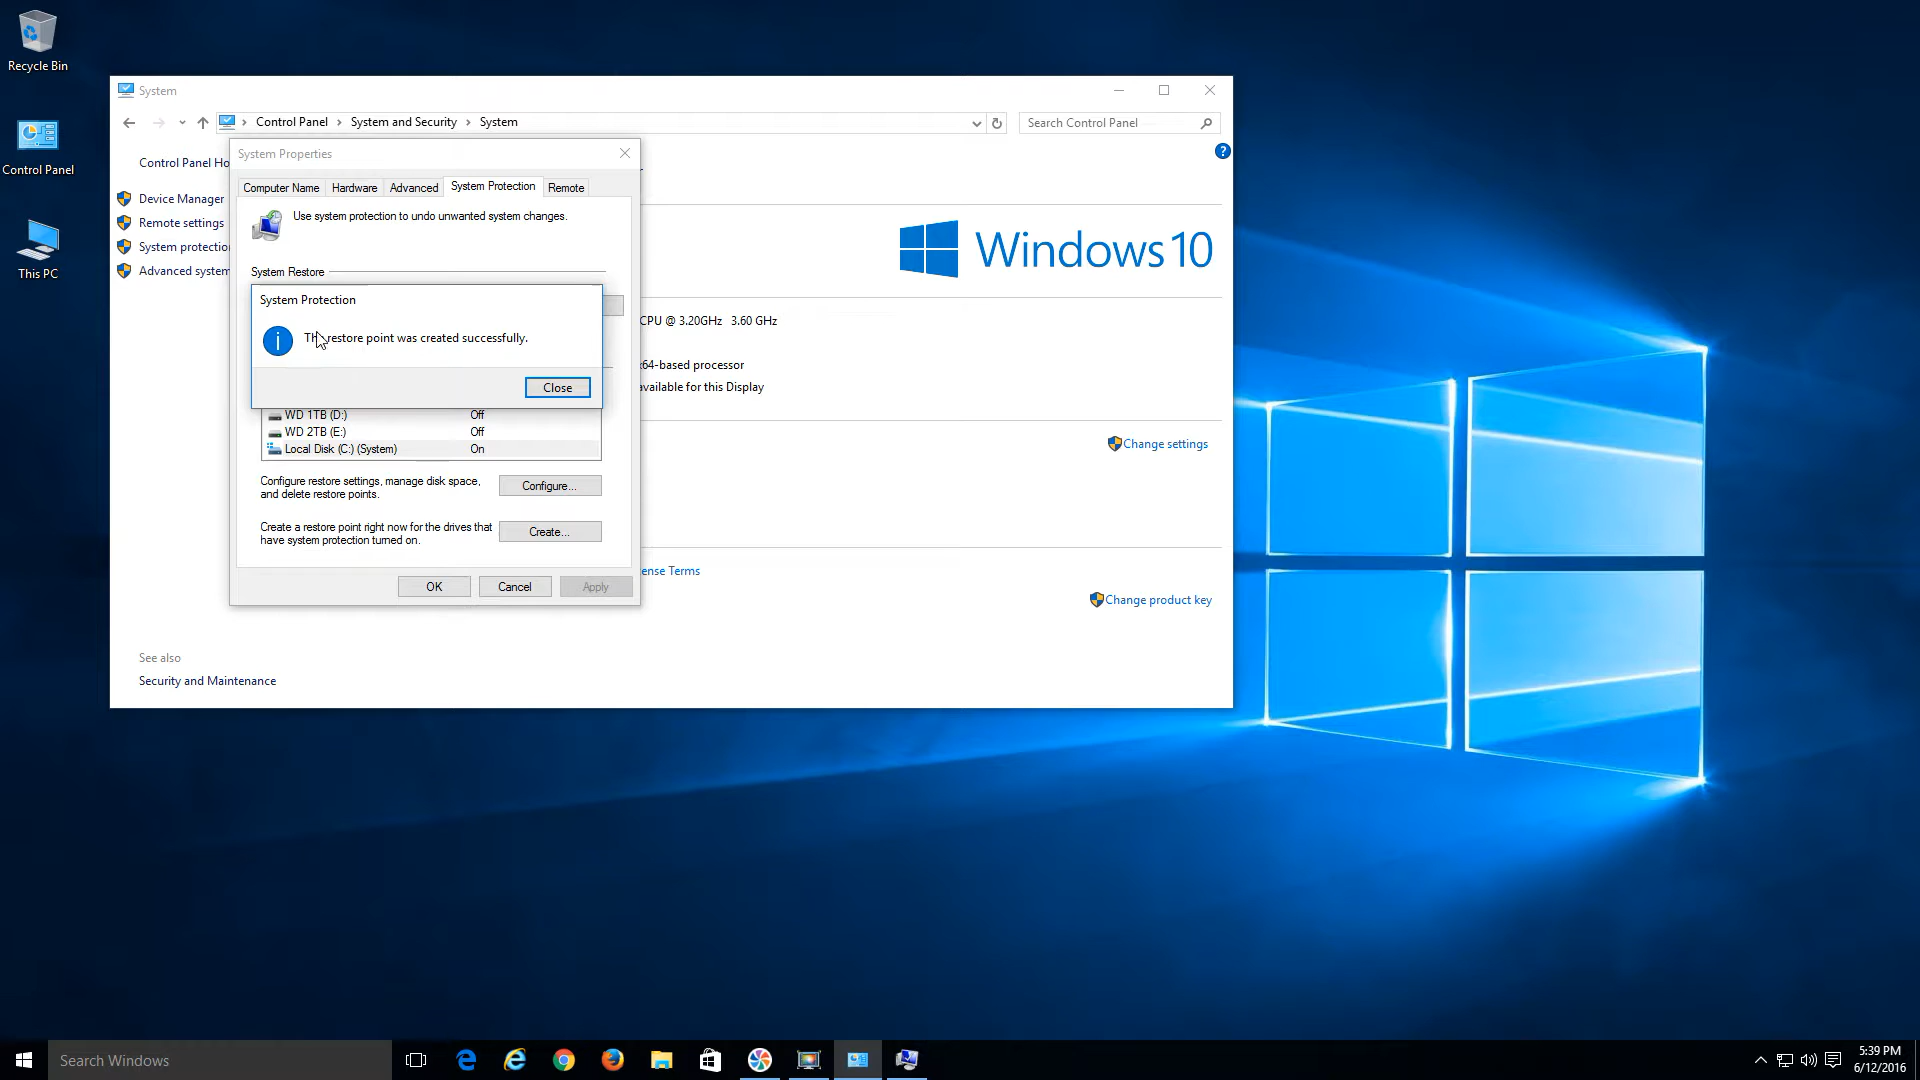 Recycle Bin
Control Panel
This PC
System
Control Panel
System and Security
System
Search Control Panel
Control Panel Ho
Device Manager
Remote settings
System protectio
Advanced system
System Properties
Computer Name
Hardware
Advanced
System Protection
Remote
Use system protection to undo unwanted system changes.
System Restore
System Protection
restore point was created successfully.
Close
WD 1TB (D:) Off
WD 2TB (E:) Off
Local Disk (C:) (System) On
Configure restore settings, manage disk space,
and delete restore points.
Configure...
Create a restore point right now for the drives that
have system protection turned on.
Create...
OK
Cancel
Apply
Windows 10
CPU @ 3.20GHz 3.60 GHz
x64-based processor
available for this Display
Change settings
ense Terms
Change product key
See also
Security and Maintenance
Search Windows
5:39 PM
6/12/2016